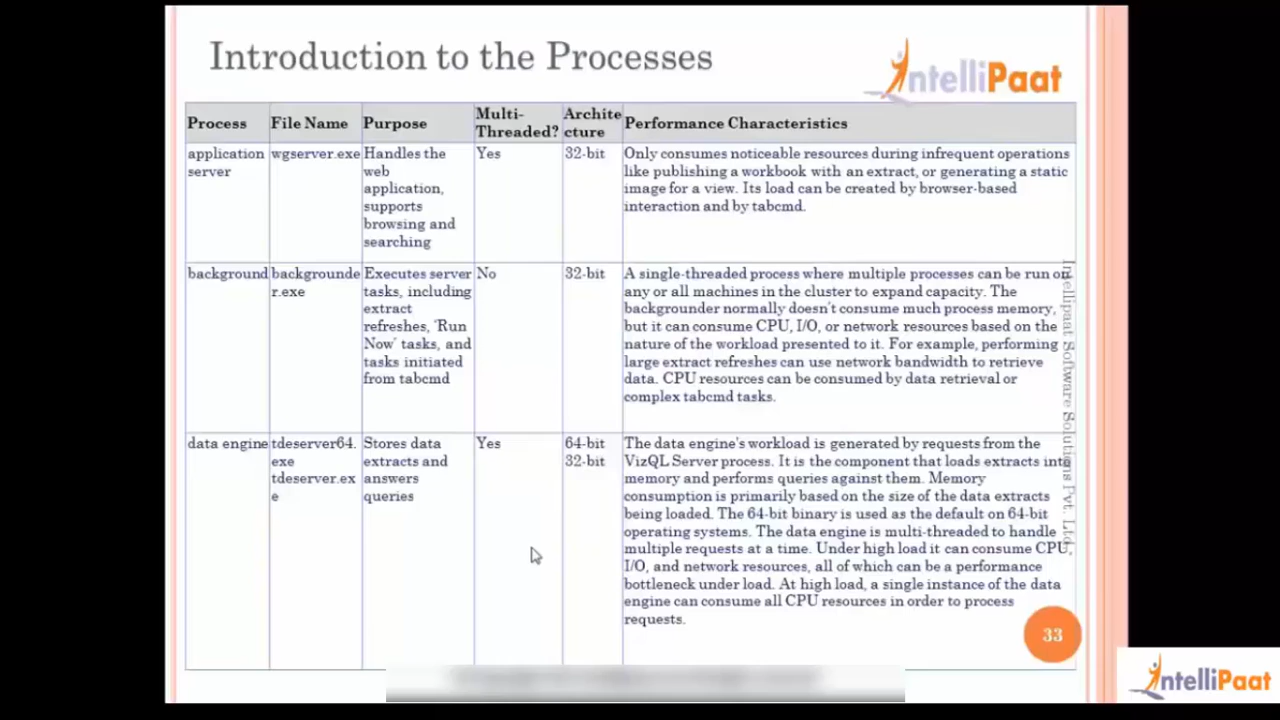 Introduction to the Processes
IntelliPaat
Process
File Name
Purpose
Multi-
Threaded?
Archite
cture
Performance Characteristics
application
server
wgserver.exe
Handles the
web
application,
supports
browsing and
searching
Yes
32-bit
Only consumes noticeable resources during infrequent operations
like publishing a workbook with an extract, or generating a static
image for a view. Its load can be created by browser-based
interaction and by tabcmd.
background
backgrounde
r.exe
Executes server
tasks, including
extract
refreshes, 'Run
Now' tasks, and
tasks initiated
from tabcmd
No
32-bit
A single-threaded process where multiple processes can be run on
any or all machines in the cluster to expand capacity. The
backgrounder normally doesn't consume much process memory,
but it can consume CPU, I/O, or network resources based on the
nature of the workload presented to it. For example, performing
large extract refreshes can use network bandwidth to retrieve
data. CPU resources can be consumed by data retrieval or
complex tabcmd tasks.
data engine
tdeserver64.
exe
tdeserver.ex
e
Stores data
extracts and
answers
queries
Yes
64-bit
32-bit
The data engine's workload is generated by requests from the
VizQL Server process. It is the component that loads extracts into
memory and performs queries against them. Memory
consumption is primarily based on the size of the data extracts
being loaded. The 64-bit binary is used as the default on 64-bit
operating systems. The data engine is multi-threaded to handle
multiple requests at a time. Under high load it can consume CPU,
I/O, and network resources, all of which can be a performance
bottleneck under load. At high load, a single instance of the data
engine can consume all CPU resources in order to process
requests.
Intellipaat Software Solutions Pvt. Ltd.
33
IntelliPaat